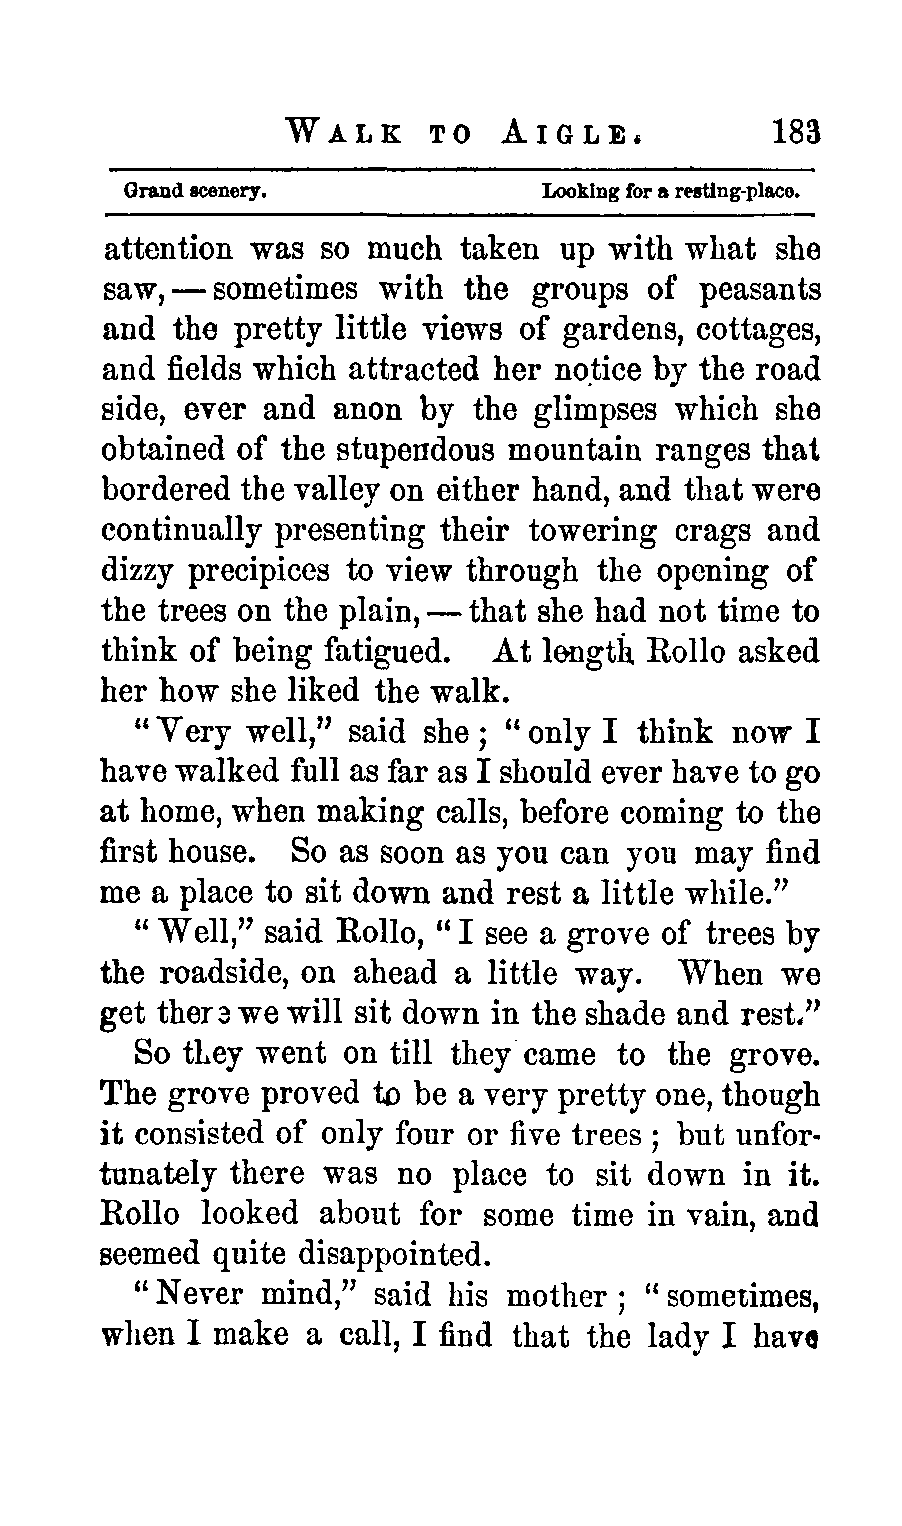 WALK TO AIGLE. 183
Grand scenery. Looking for a resting-place.
attention was so much taken up with what she
saw, — sometimes with the groups of peasants
and the pretty little views of gardens, cottages,
and fields which attracted her notice by the road
side, ever and anon by the glimpses which she
obtained of the stupendous mountain ranges that
bordered the valley on either hand, and that were
continually presenting their towering crags and
dizzy precipices to view through the opening of
the trees on the plain, — that she had not time to
think of being fatigued. At length Rollo asked
her how she liked the walk.
“Very well,” said she; “only I think now I
have walked full as far as I should ever have to go
at home, when making calls, before coming to the
first house. So as soon as you can you may find
me a place to sit down and rest a little while.”
“Well,” said Rollo, “I see a grove of trees by
the roadside, on ahead a little way. When we
get there we will sit down in the shade and rest.”
So they went on till they came to the grove.
The grove proved to be a very pretty one, though
it consisted of only four or five trees; but unfor-
tunately there was no place to sit down in it.
Rollo looked about for some time in vain, and
seemed quite disappointed.
“Never mind,” said his mother; “sometimes,
when I make a call, I find that the lady I have